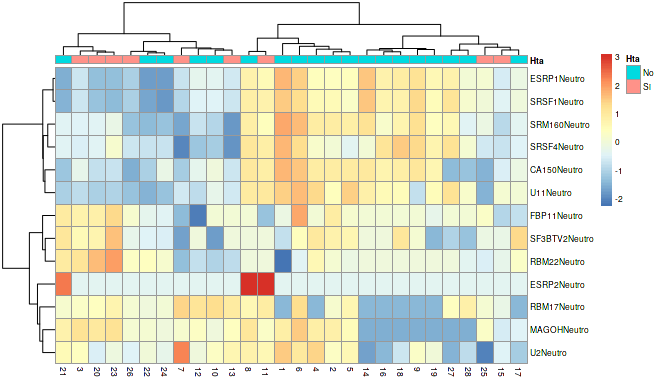 Hta
ESRP1Neutro
SRSF1Neutro
SRM160Neutro
SRSF4Neutro
CA150Neutro
U11Neutro
FBP11Neutro
SF3BTV2Neutro
RBM22Neutro
ESRP2Neutro
RBM17Neutro
MAGOHNeutro
U2Neutro
21 3 20 23 26 22 24 7 12 10 13 8 11 1 6 4 2 5 14 16 18 9 19 27 28 25 15 17
3
2
1
0
-1
-2
Hta
No
Si